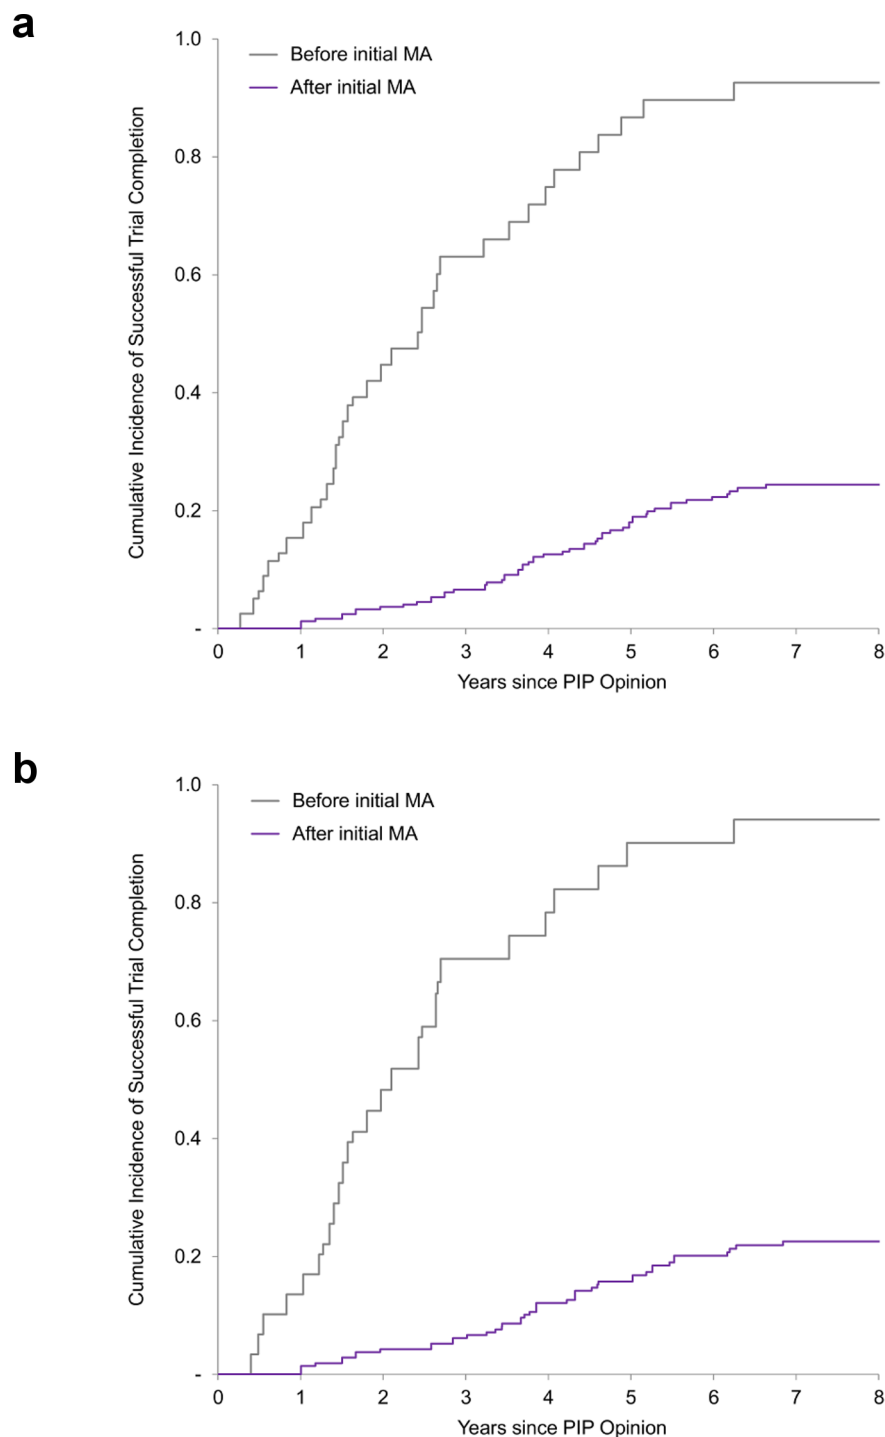 a
1.0
Before initial MA
After initial MA
0.8
0.6
0.4
0.2
-
Cumulative Incidence of Successful Trial Completion
0 1 2 3 4 5 6 7 8
Years since PIP Opinion
b
1.0
Before initial MA
After initial MA
0.8
0.6
0.4
0.2
-
Cumulative Incidence of Successful Trial Completion
0 1 2 3 4 5 6 7 8
Years since PIP Opinion